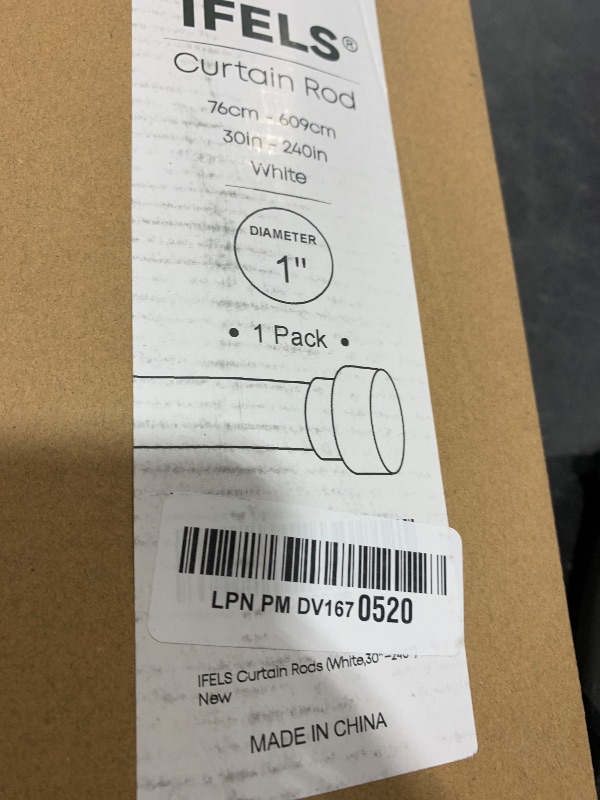 IFELS®
Curtain Rod
76cm - 609cm
30in - 240in
White
DIAMETER
1"
• 1 Pack •
LPN PM DV167 0520
IFELS Curtain Rods (White,30"-240"
New
MADE IN CHINA